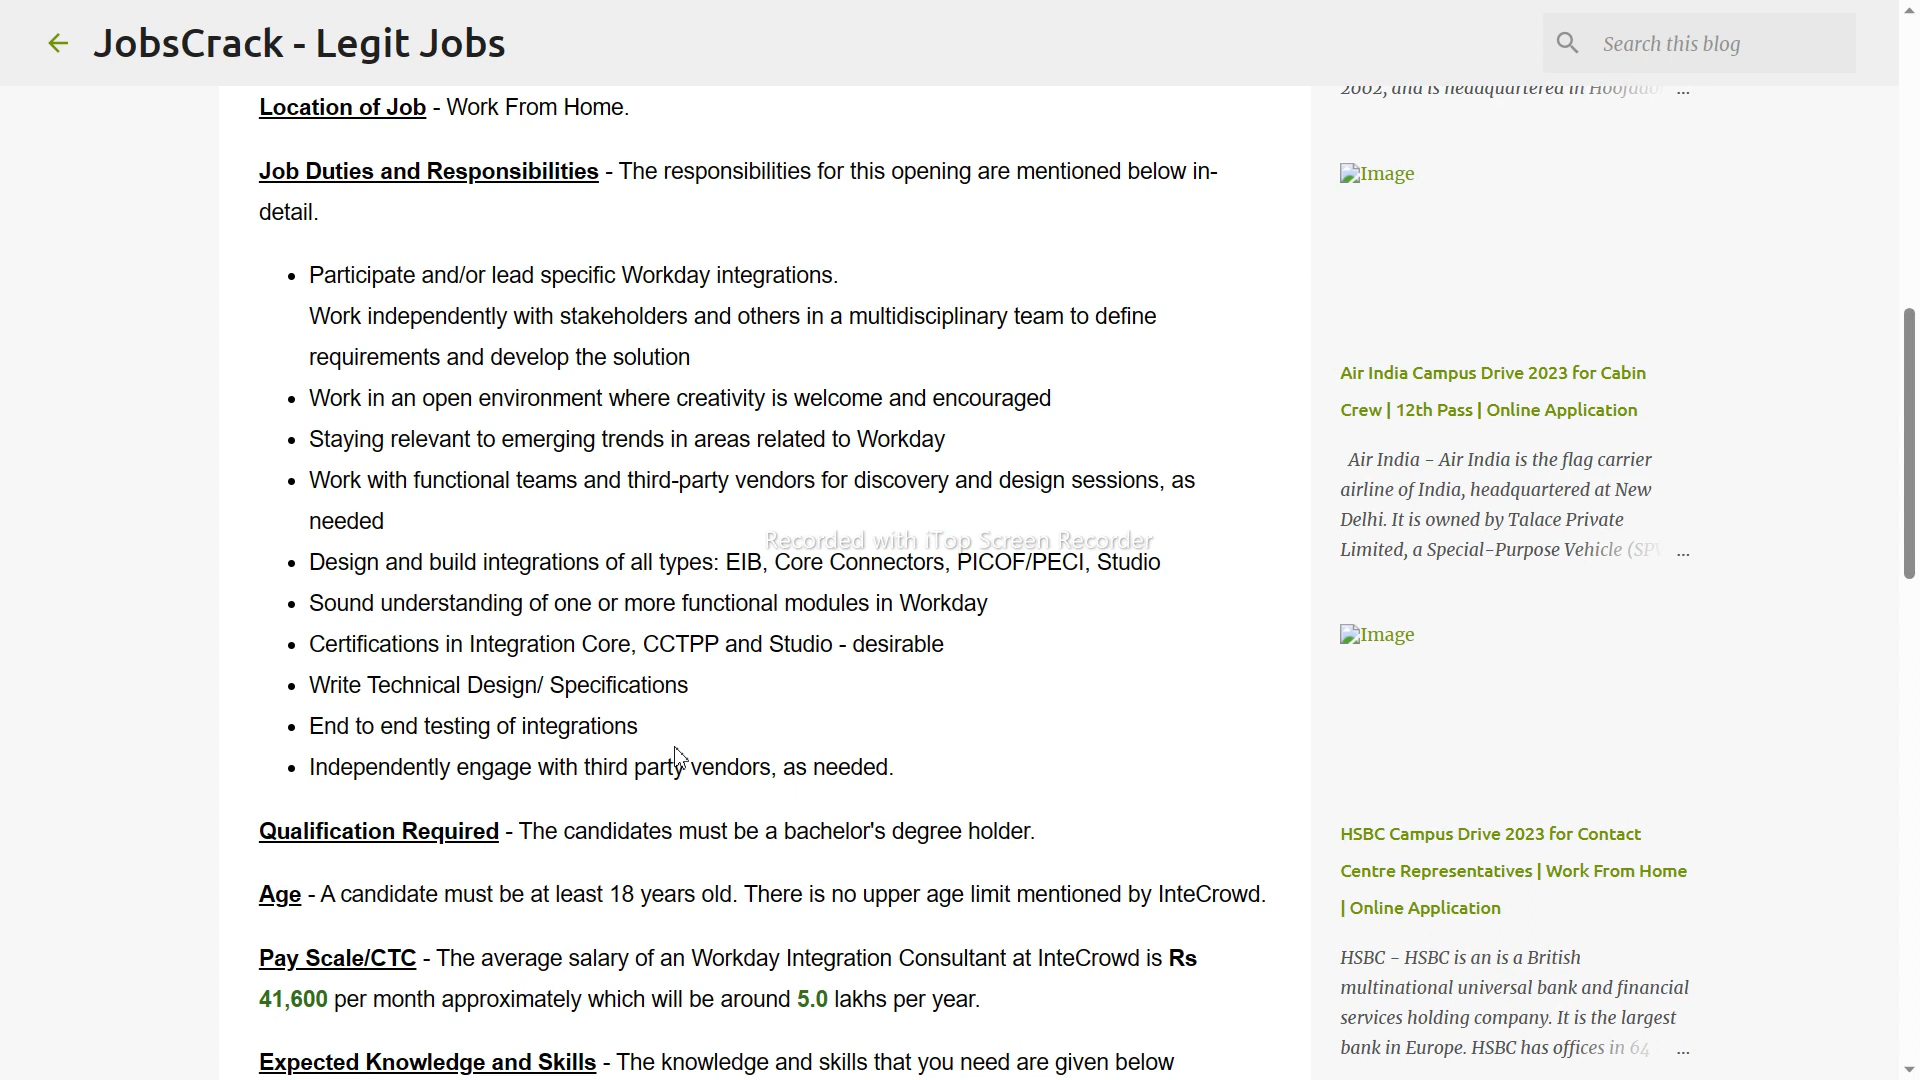 JobsCrack - Legit Jobs
Search this blog
Location of Job - Work From Home.
Job Duties and Responsibilities - The responsibilities for this opening are mentioned below in-
detail.
Participate and/or lead specific Workday integrations.
Work independently with stakeholders and others in a multidisciplinary team to define
requirements and develop the solution
Work in an open environment where creativity is welcome and encouraged
Staying relevant to emerging trends in areas related to Workday
Work with functional teams and third-party vendors for discovery and design sessions, as
needed
Recorded with iTop Screen Recorder
Design and build integrations of all types: EIB, Core Connectors, PICOF/PECI, Studio
Sound understanding of one or more functional modules in Workday
Certifications in Integration Core, CCTPP and Studio - desirable
Write Technical Design/ Specifications
End to end testing of integrations
Independently engage with third party vendors, as needed.
Qualification Required - The candidates must be a bachelor's degree holder.
Age - A candidate must be at least 18 years old. There is no upper age limit mentioned by InteCrowd.
Pay Scale/CTC - The average salary of an Workday Integration Consultant at InteCrowd is Rs
41,600 per month approximately which will be around 5.0 lakhs per year.
Expected Knowledge and Skills - The knowledge and skills that you need are given below
2002, and is headquartered in ...
Image
Air India Campus Drive 2023 for Cabin
Crew | 12th Pass | Online Application
Air India - Air India is the flag carrier
airline of India, headquartered at New
Delhi. It is owned by Talace Private
Limited, a Special-Purpose Vehicle (SPV ...
Image
HSBC Campus Drive 2023 for Contact
Centre Representatives | Work From Home
| Online Application
HSBC - HSBC is an is a British
multinational universal bank and financial
services holding company. It is the largest
bank in Europe. HSBC has offices in 64 ...